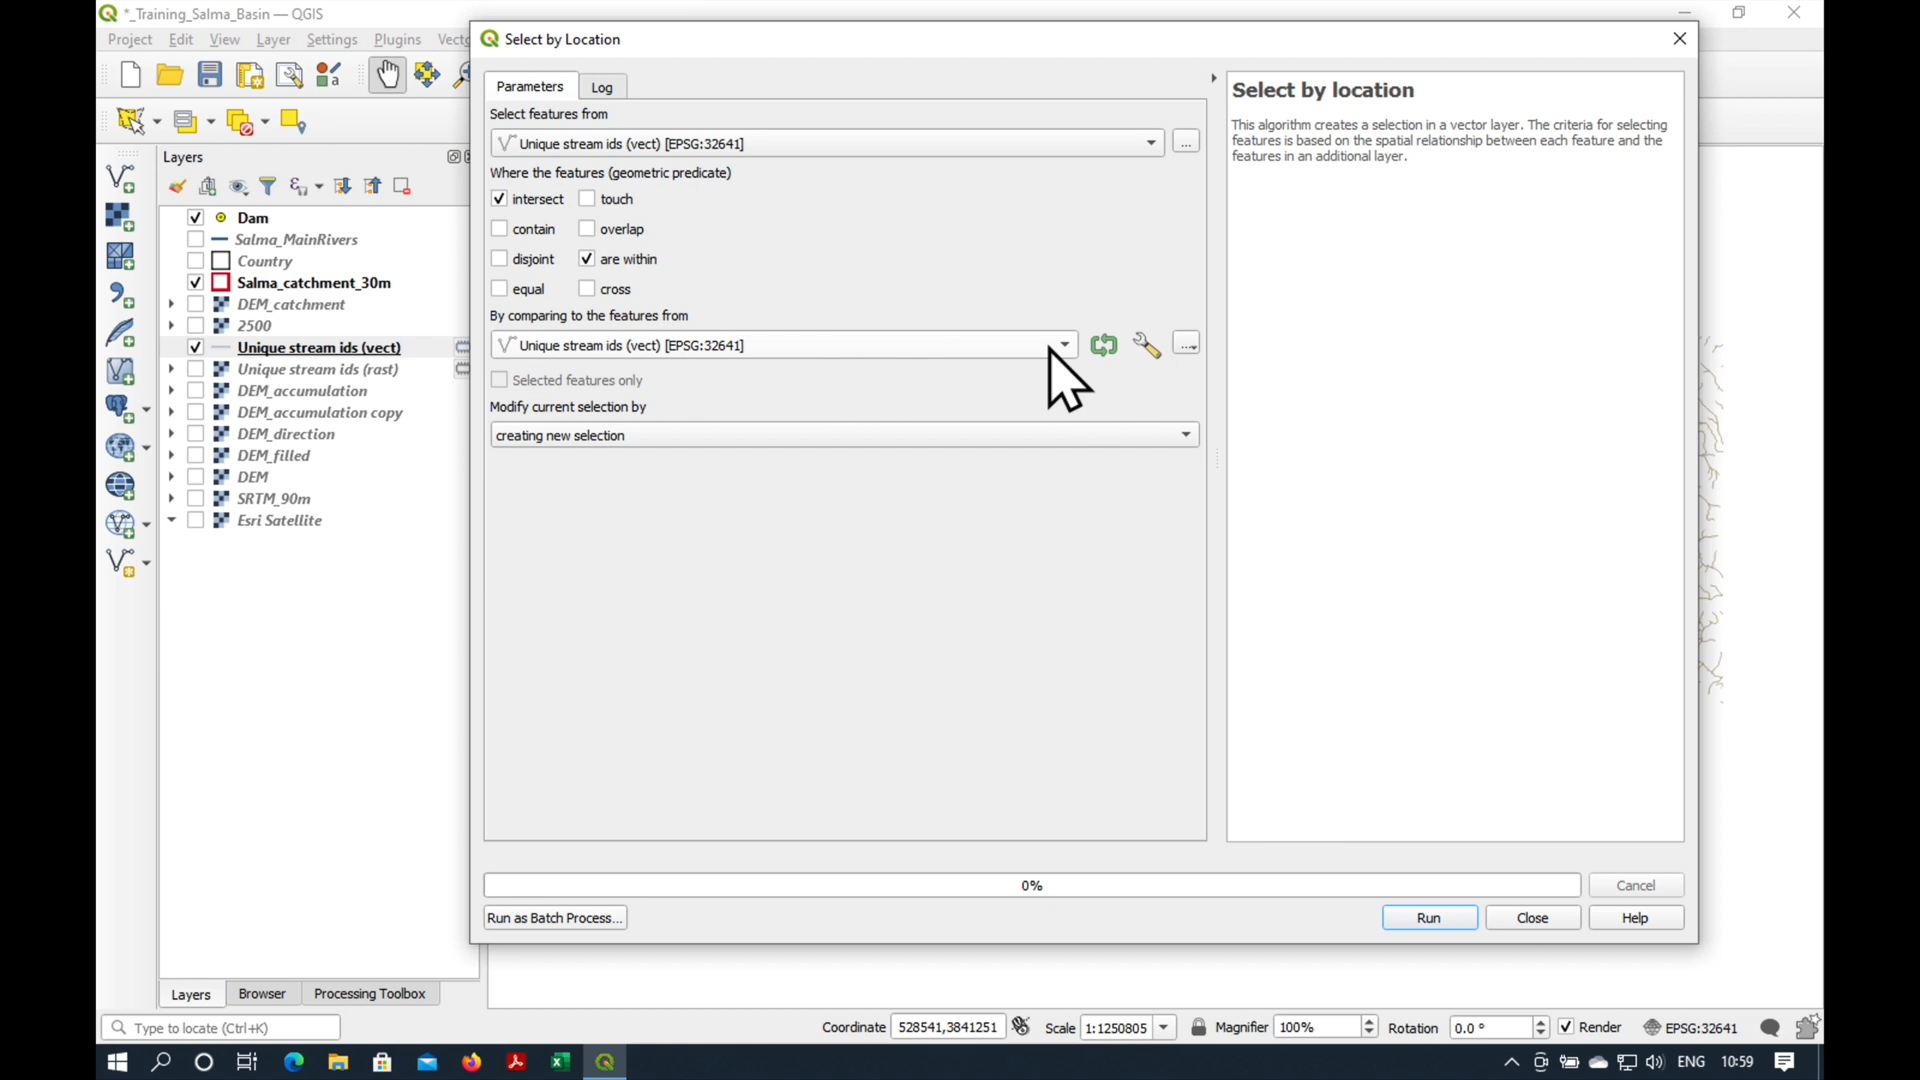 *_Training_Salma_Basin — QGIS
Project Edit View Layer Settings Plugins Vecto
Layers
Dam
Salma_MainRivers
Country
Salma_catchment_30m
DEM_catchment
2500
Unique stream ids (vect)
Unique stream ids (rast)
DEM_accumulation
DEM_accumulation copy
DEM_direction
DEM_filled
DEM
SRTM_90m
Esri Satellite
Layers Browser Processing Toolbox
Select by Location
Parameters Log
Select features from
Unique stream ids (vect) [EPSG:32641]
...
Where the features (geometric predicate)
intersect touch
contain overlap
disjoint are within
equal cross
By comparing to the features from
Unique stream ids (vect) [EPSG:32641]
...
Selected features only
Modify current selection by
creating new selection
Select by location
This algorithm creates a selection in a vector layer. The criteria for selecting
features is based on the spatial relationship between each feature and the
features in an additional layer.
0%
Cancel
Run as Batch Process...
Run Close Help
Type to locate (Ctrl+K)
Coordinate 528541,3841251 Scale 1:1250805 Magnifier 100% Rotation 0.0 ° Render EPSG:32641
ENG 10:59